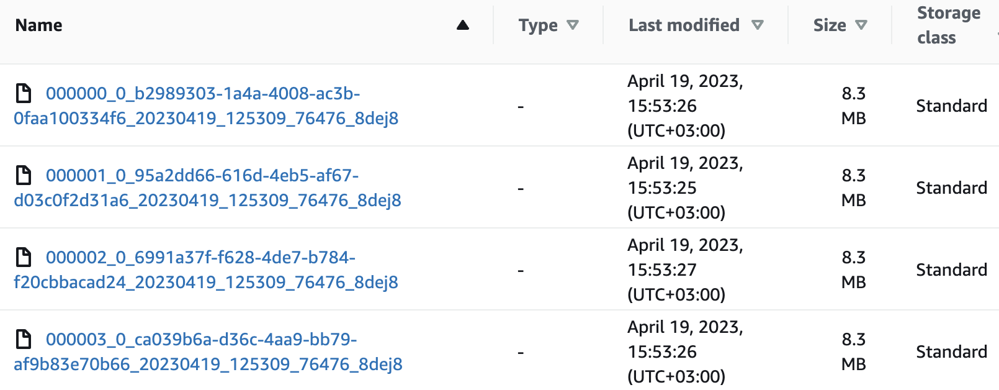 Name Type Last modified Size Storage class
000000_0_b2989303-1a4a-4008-ac3b-
0faa100334f6_20230419_125309_76476_8dej8
-
April 19, 2023,
15:53:26
(UTC+03:00)
8.3
MB
Standard
000001_0_95a2dd66-616d-4eb5-af67-
d03c0f2d31a6_20230419_125309_76476_8dej8
-
April 19, 2023,
15:53:25
(UTC+03:00)
8.3
MB
Standard
000002_0_6991a37f-f628-4de7-b784-
f20cbbacad24_20230419_125309_76476_8dej8
-
April 19, 2023,
15:53:27
(UTC+03:00)
8.3
MB
Standard
000003_0_ca039b6a-d36c-4aa9-bb79-
af9b83e70b66_20230419_125309_76476_8dej8
-
April 19, 2023,
15:53:26
(UTC+03:00)
8.3
MB
Standard